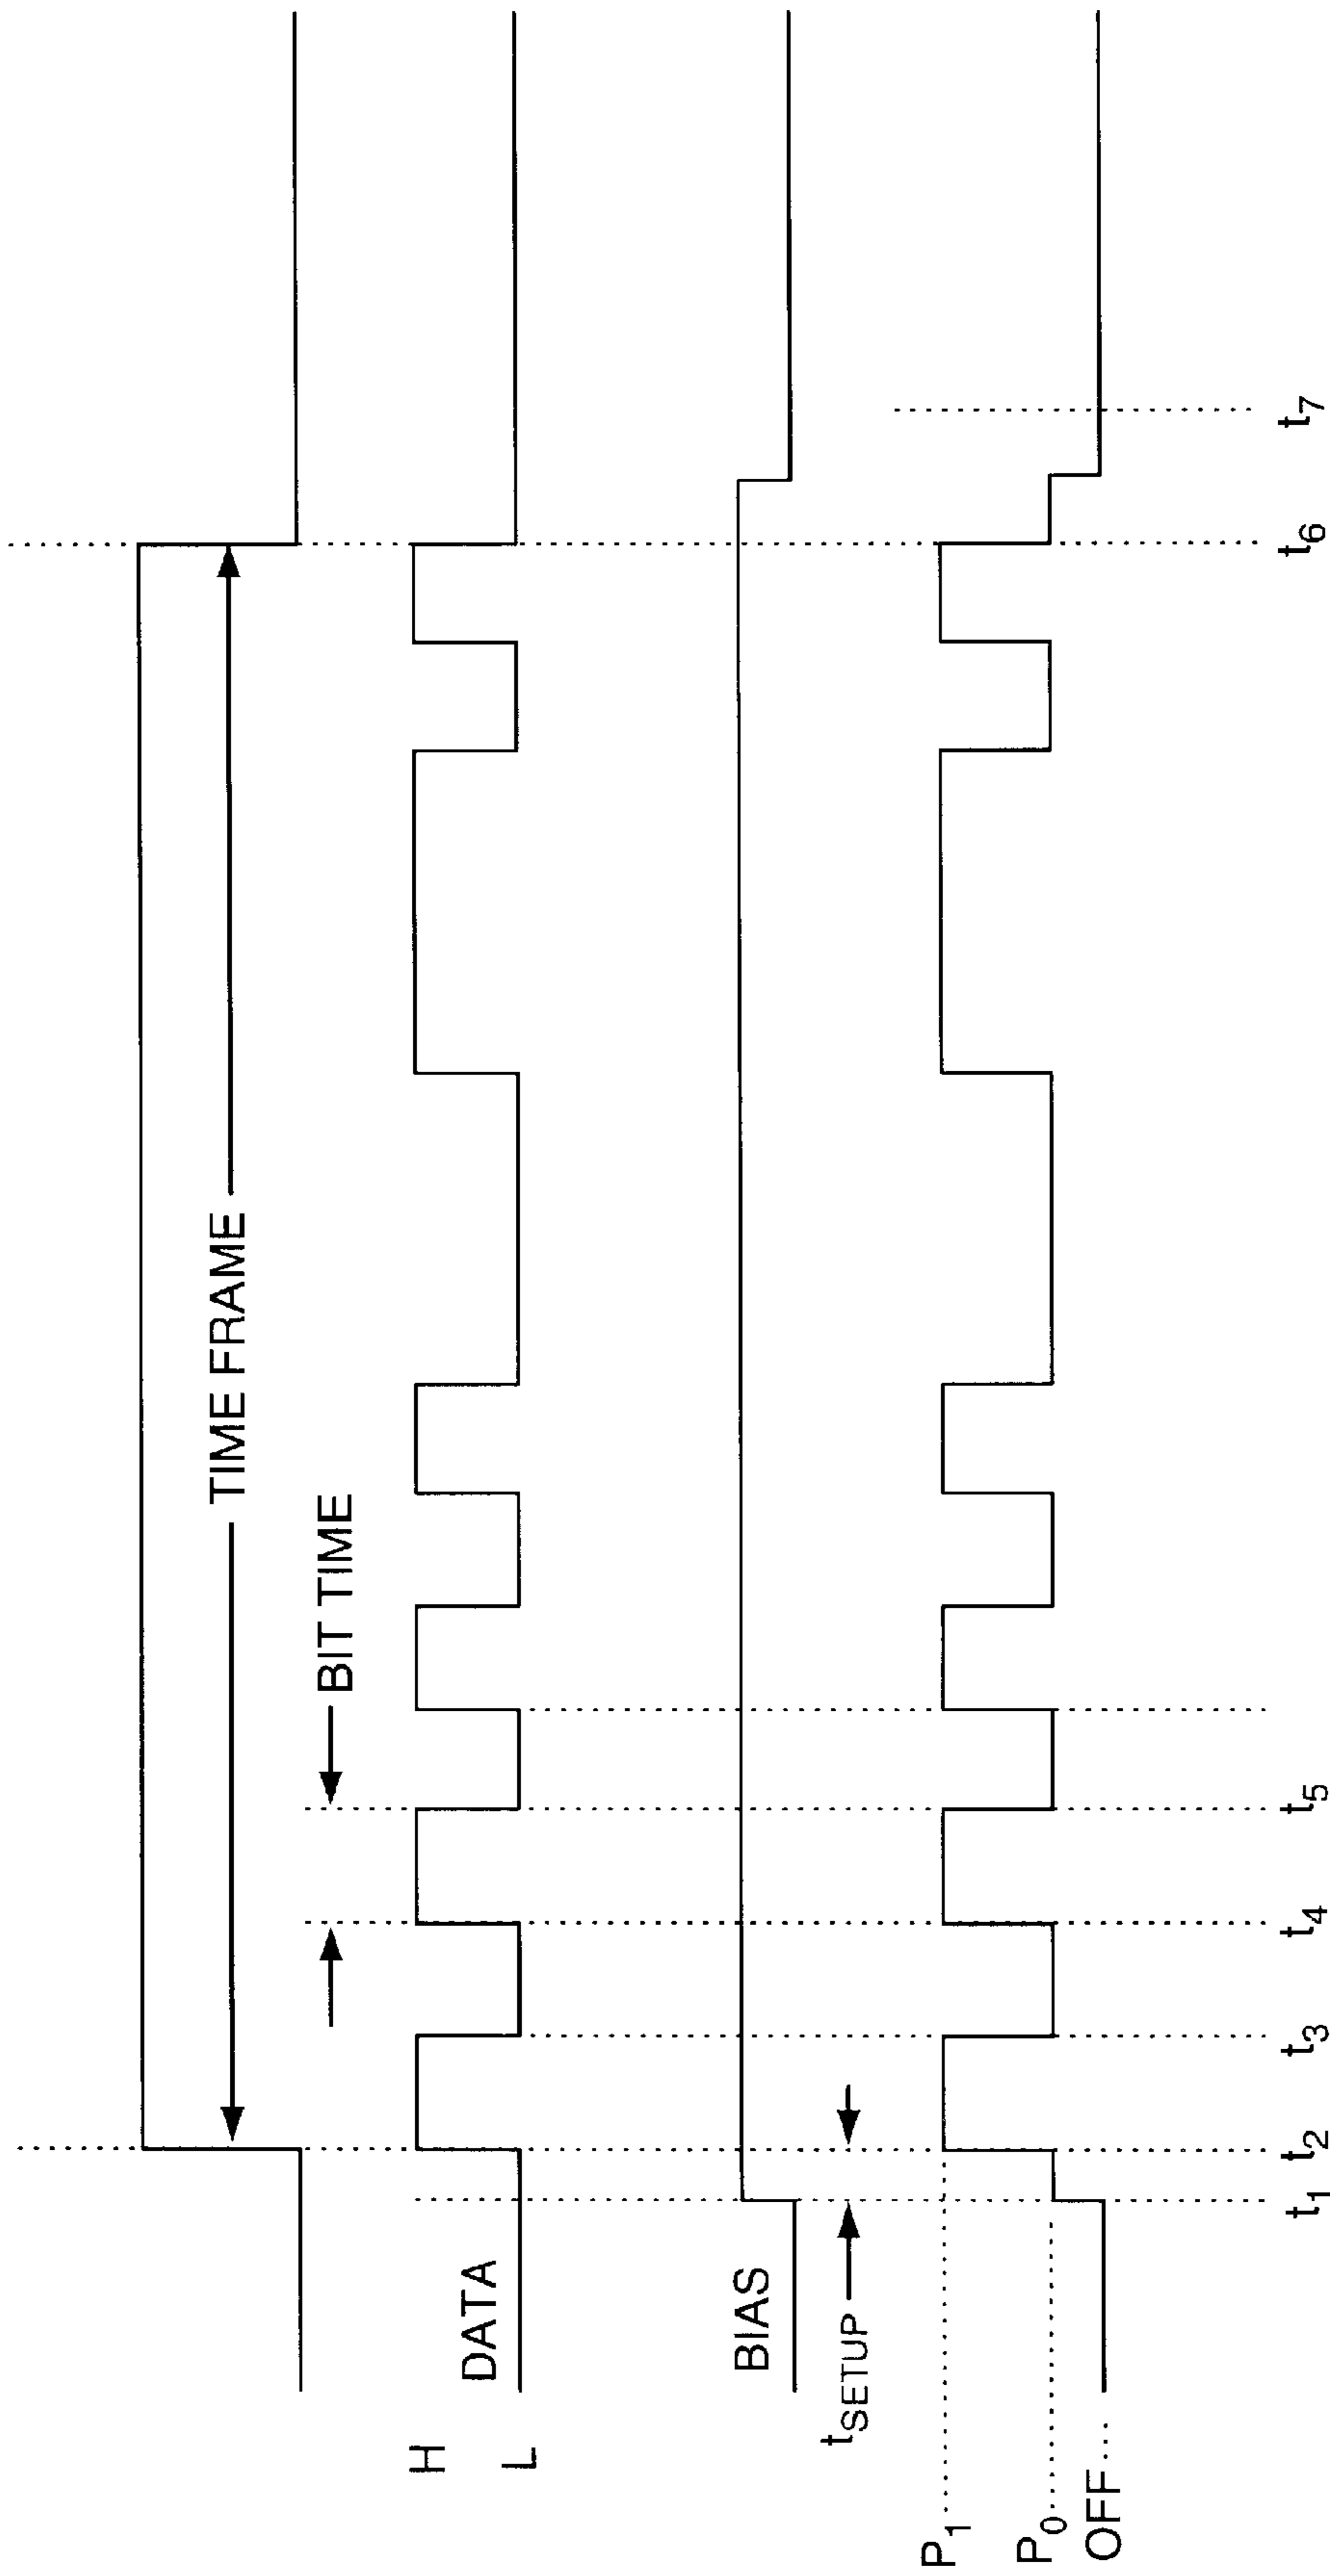 TIME FRAME
BIT TIME
H
DATA
L
BIAS
tSETUP
P1
P0
OFF
t1 t2 t3 t4 t5 t6 t7